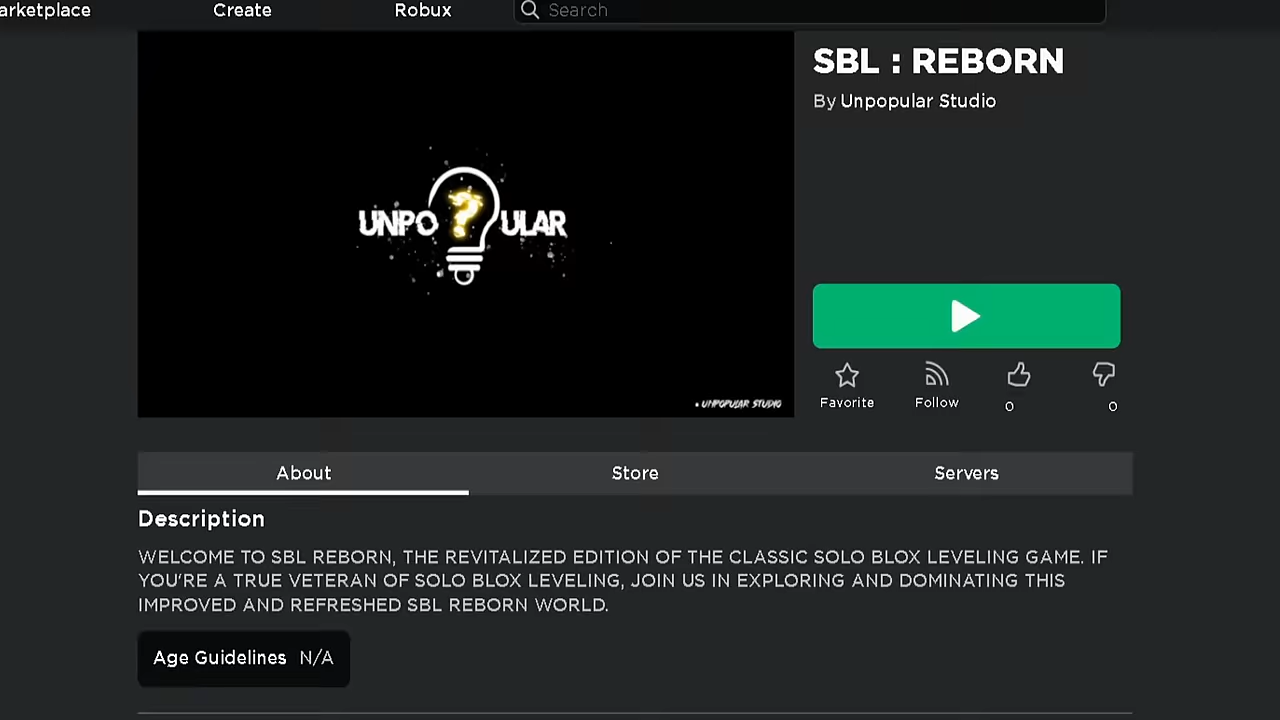 arketplace Create Robux Search
SBL : REBORN
By Unpopular Studio
UNPO?ULAR
• UNPOPULAR STUDIO
Favorite Follow 0 0
About Store Servers
Description
WELCOME TO SBL REBORN, THE REVITALIZED EDITION OF THE CLASSIC SOLO BLOX LEVELING GAME. IF
YOU'RE A TRUE VETERAN OF SOLO BLOX LEVELING, JOIN US IN EXPLORING AND DOMINATING THIS
IMPROVED AND REFRESHED SBL REBORN WORLD.
Age Guidelines N/A